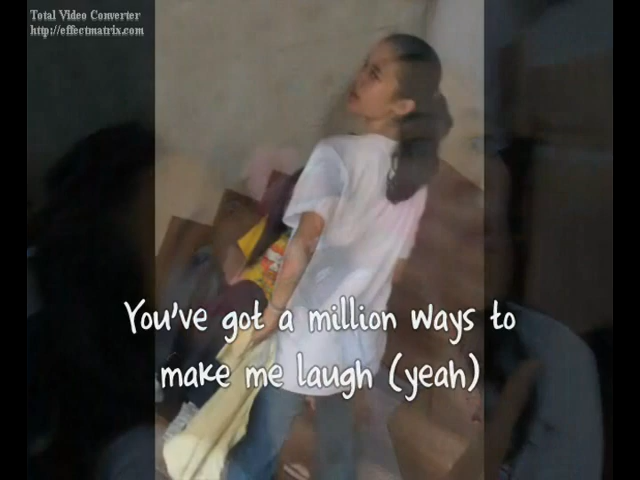 Total Video Converter
http://effectmatrix.com
You've got a million ways to
make me laugh (yeah)